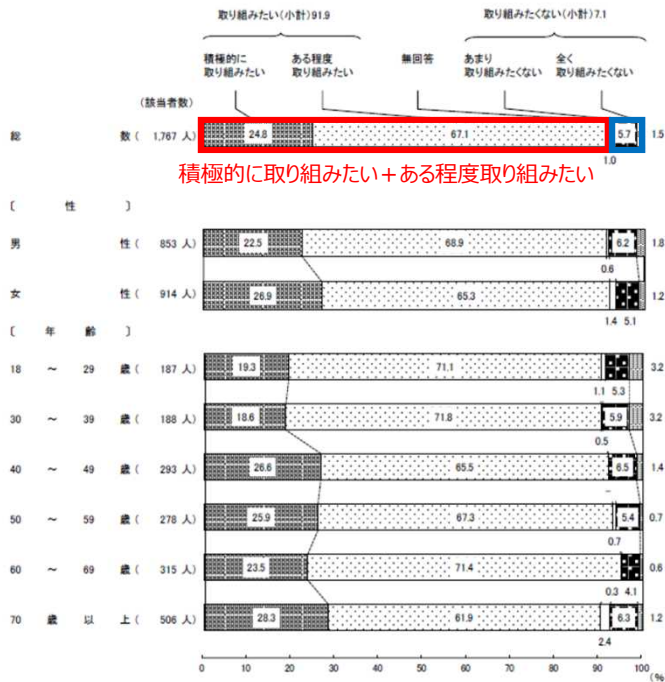 取り組みたい(小計)91.9 取り組みたくない(小計)7.1
積極的に ある程度 無回答 あまり 全く
取り組みたい 取り組みたい 取り組みたくない 取り組みたくない
(該当者数)
総 数 ( 1,767 人) 24.8 67.1 5.7 1.5
1.0
積極的に取り組みたい+ある程度取り組みたい
〔 性 〕
男 性 ( 853 人) 22.5 68.9 6.2 1.8
0.6
女 性 ( 914 人) 26.9 65.3 1.2
1.4 5.1
〔 年 齢 〕
18 ~ 29 歳 ( 187 人) 19.3 71.1 3.2
1.1 5.3
30 ~ 39 歳 ( 188 人) 18.6 71.8 5.9 3.2
0.5
40 ~ 49 歳 ( 293 人) 26.6 65.5 6.5 1.4
-
50 ~ 59 歳 ( 278 人) 25.9 67.3 5.4 0.7
0.7
60 ~ 69 歳 ( 315 人) 23.5 71.4 0.6
0.3 4.1
70 歳 以 上 ( 506 人) 28.3 61.9 6.3 1.2
2.4
0 10 20 30 40 50 60 70 80 90 100
(%